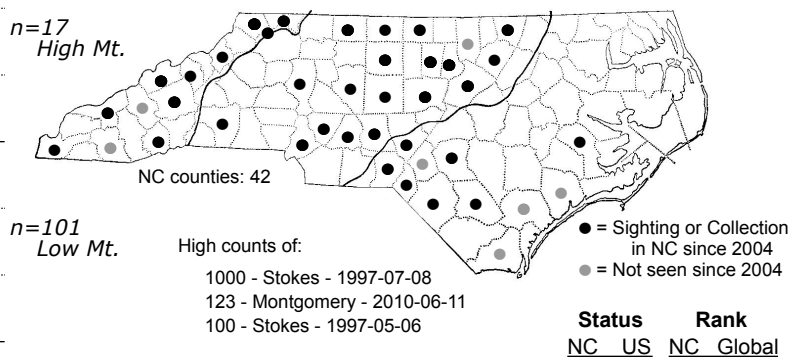 n=17
High Mt.
NC counties: 42
n=101
Low Mt.
High counts of:
1000 - Stokes - 1997-07-08
123 - Montgomery - 2010-06-11
100 - Stokes - 1997-05-06
● = Sighting or Collection
in NC since 2004
● = Not seen since 2004
Status Rank
NC US NC Global